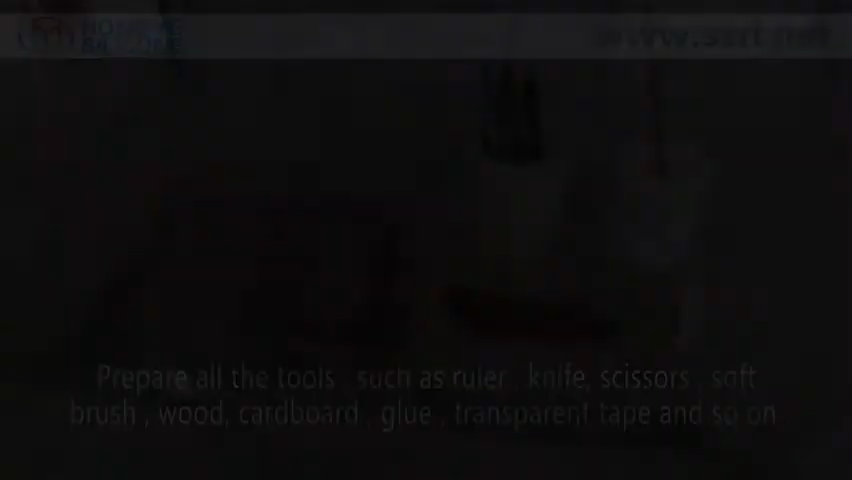 Prepare all the tools , such as ruler , knife, scissors , soft
brush , wood, cardboard , glue , transparent tape and so on